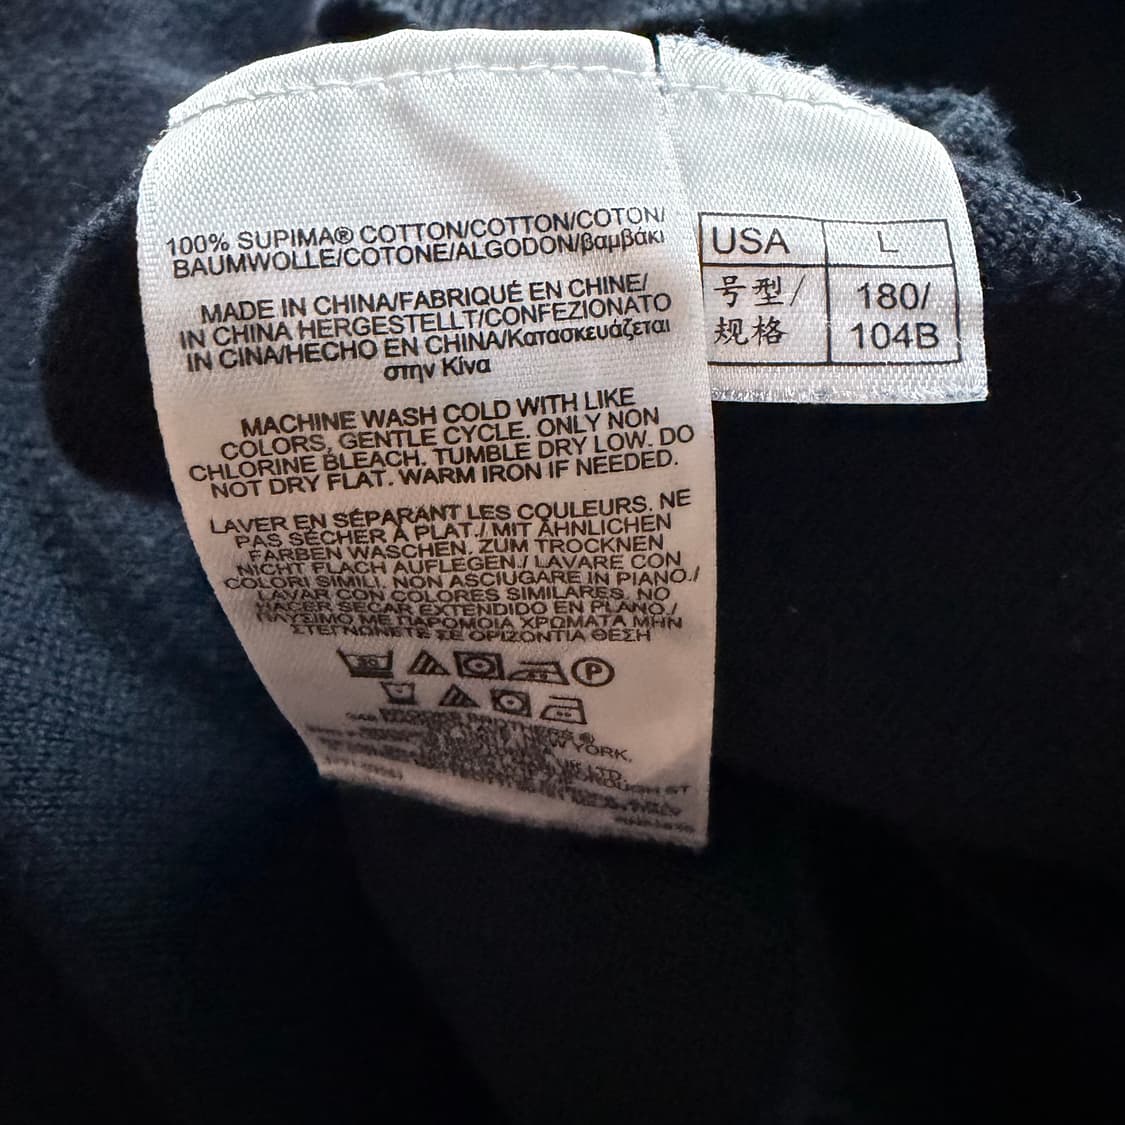 100% SUPIMA® COTTON/COTTON/COTON/
BAUMWOLLE/COTONE/ALGODON/βαμβάκι
MADE IN CHINA/FABRIQUÉ EN CHINE/
IN CHINA HERGESTELLT/CONFEZIONATO
IN CINA/HECHO EN CHINA/Κατασκευάζεται
στην Κίνα
MACHINE WASH COLD WITH LIKE
COLORS, GENTLE CYCLE. ONLY NON
CHLORINE BLEACH. TUMBLE DRY LOW. DO
NOT DRY FLAT. WARM IRON IF NEEDED.
LAVER EN SÉPARANT LES COULEURS. NE
PAS SÉCHER À PLAT./ MIT ÄHNLICHEN
FARBEN WASCHEN. ZUM TROCKNEN
NICHT FLACH AUFLEGEN./ LAVARE CON
COLORI SIMILI. NON ASCIUGARE IN PIANO./
LAVAR CON COLORES SIMILARES. NO
HACER SECAR EXTENDIDO EN PLANO./
ΠΛΥΣΙΜΟ ΜΕ ΠΑΡΟΜΟΙΑ ΧΡΩΜΑΤΑ ΜΗΝ
ΣΤΕΓΝΩΝΕΤΕ ΣΕ ΟΡΙΖΟΝΤΙΑ ΘΕΣΗ
30 P
346 BROOKS BROTHERS ®
NEW YORK,
UK LTD.
USA L
号型/ 180/
规格 104B